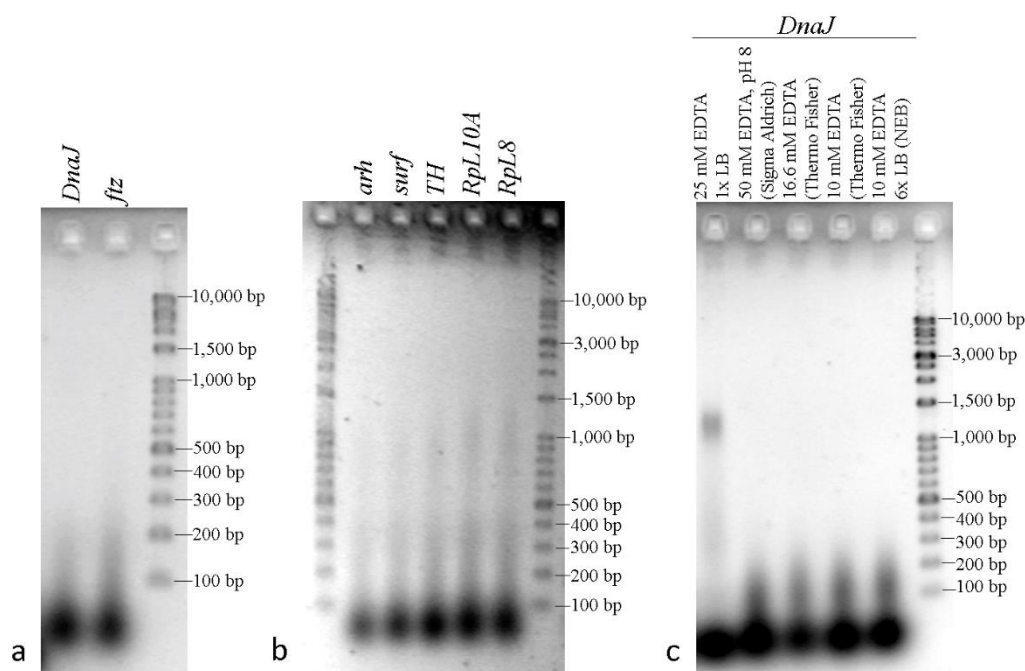 DnaJ
ftz
10,000 bp
1,500 bp
1,000 bp
500 bp
400 bp
300 bp
200 bp
100 bp
a
arh
surf
TH
RpL10A
RpL8
10,000 bp
3,000 bp
1,500 bp
1,000 bp
500 bp
400 bp
300 bp
200 bp
100 bp
b
DnaJ
25 mM EDTA
1x LB
50 mM EDTA, pH 8
(Sigma Aldrich)
16.6 mM EDTA
(Thermo Fisher)
10 mM EDTA
(Thermo Fisher)
10 mM EDTA
6x LB (NEB)
10,000 bp
3,000 bp
1,500 bp
1,000 bp
500 bp
400 bp
300 bp
200 bp
100 bp
c